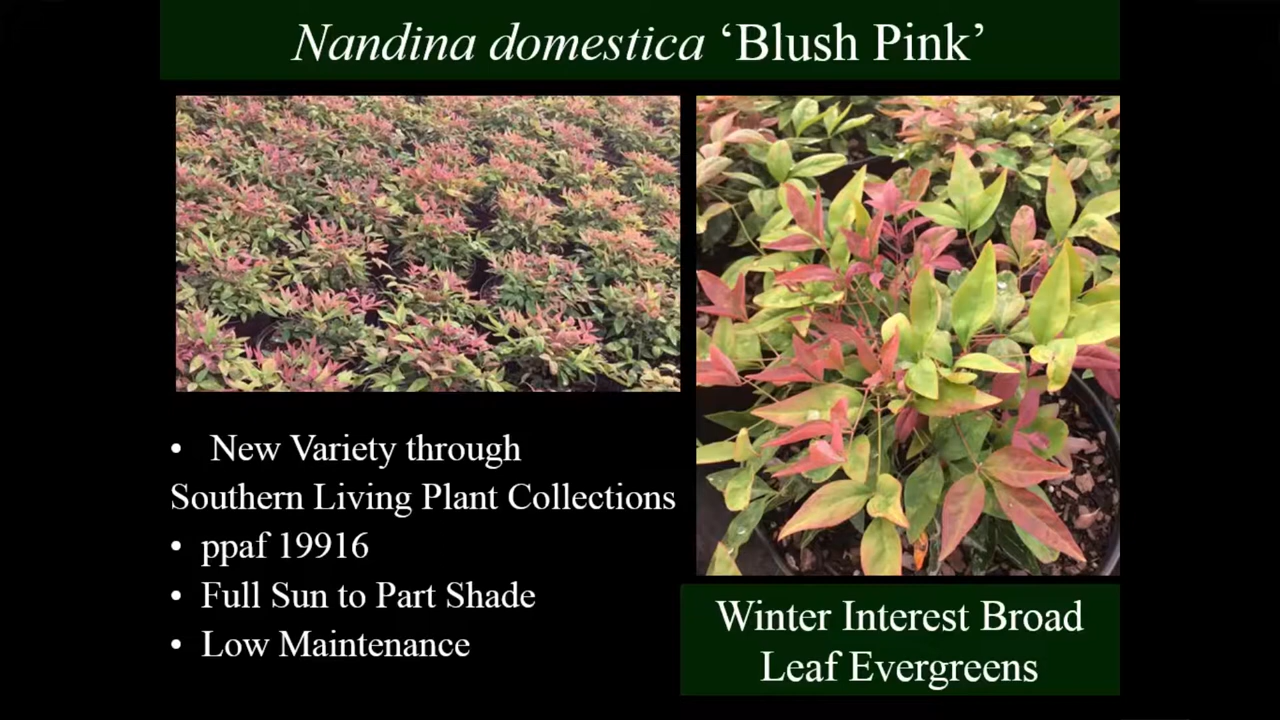 Nandina domestica ‘Blush Pink’
• New Variety through
Southern Living Plant Collections
• ppaf 19916
• Full Sun to Part Shade
• Low Maintenance
Winter Interest Broad
Leaf Evergreens